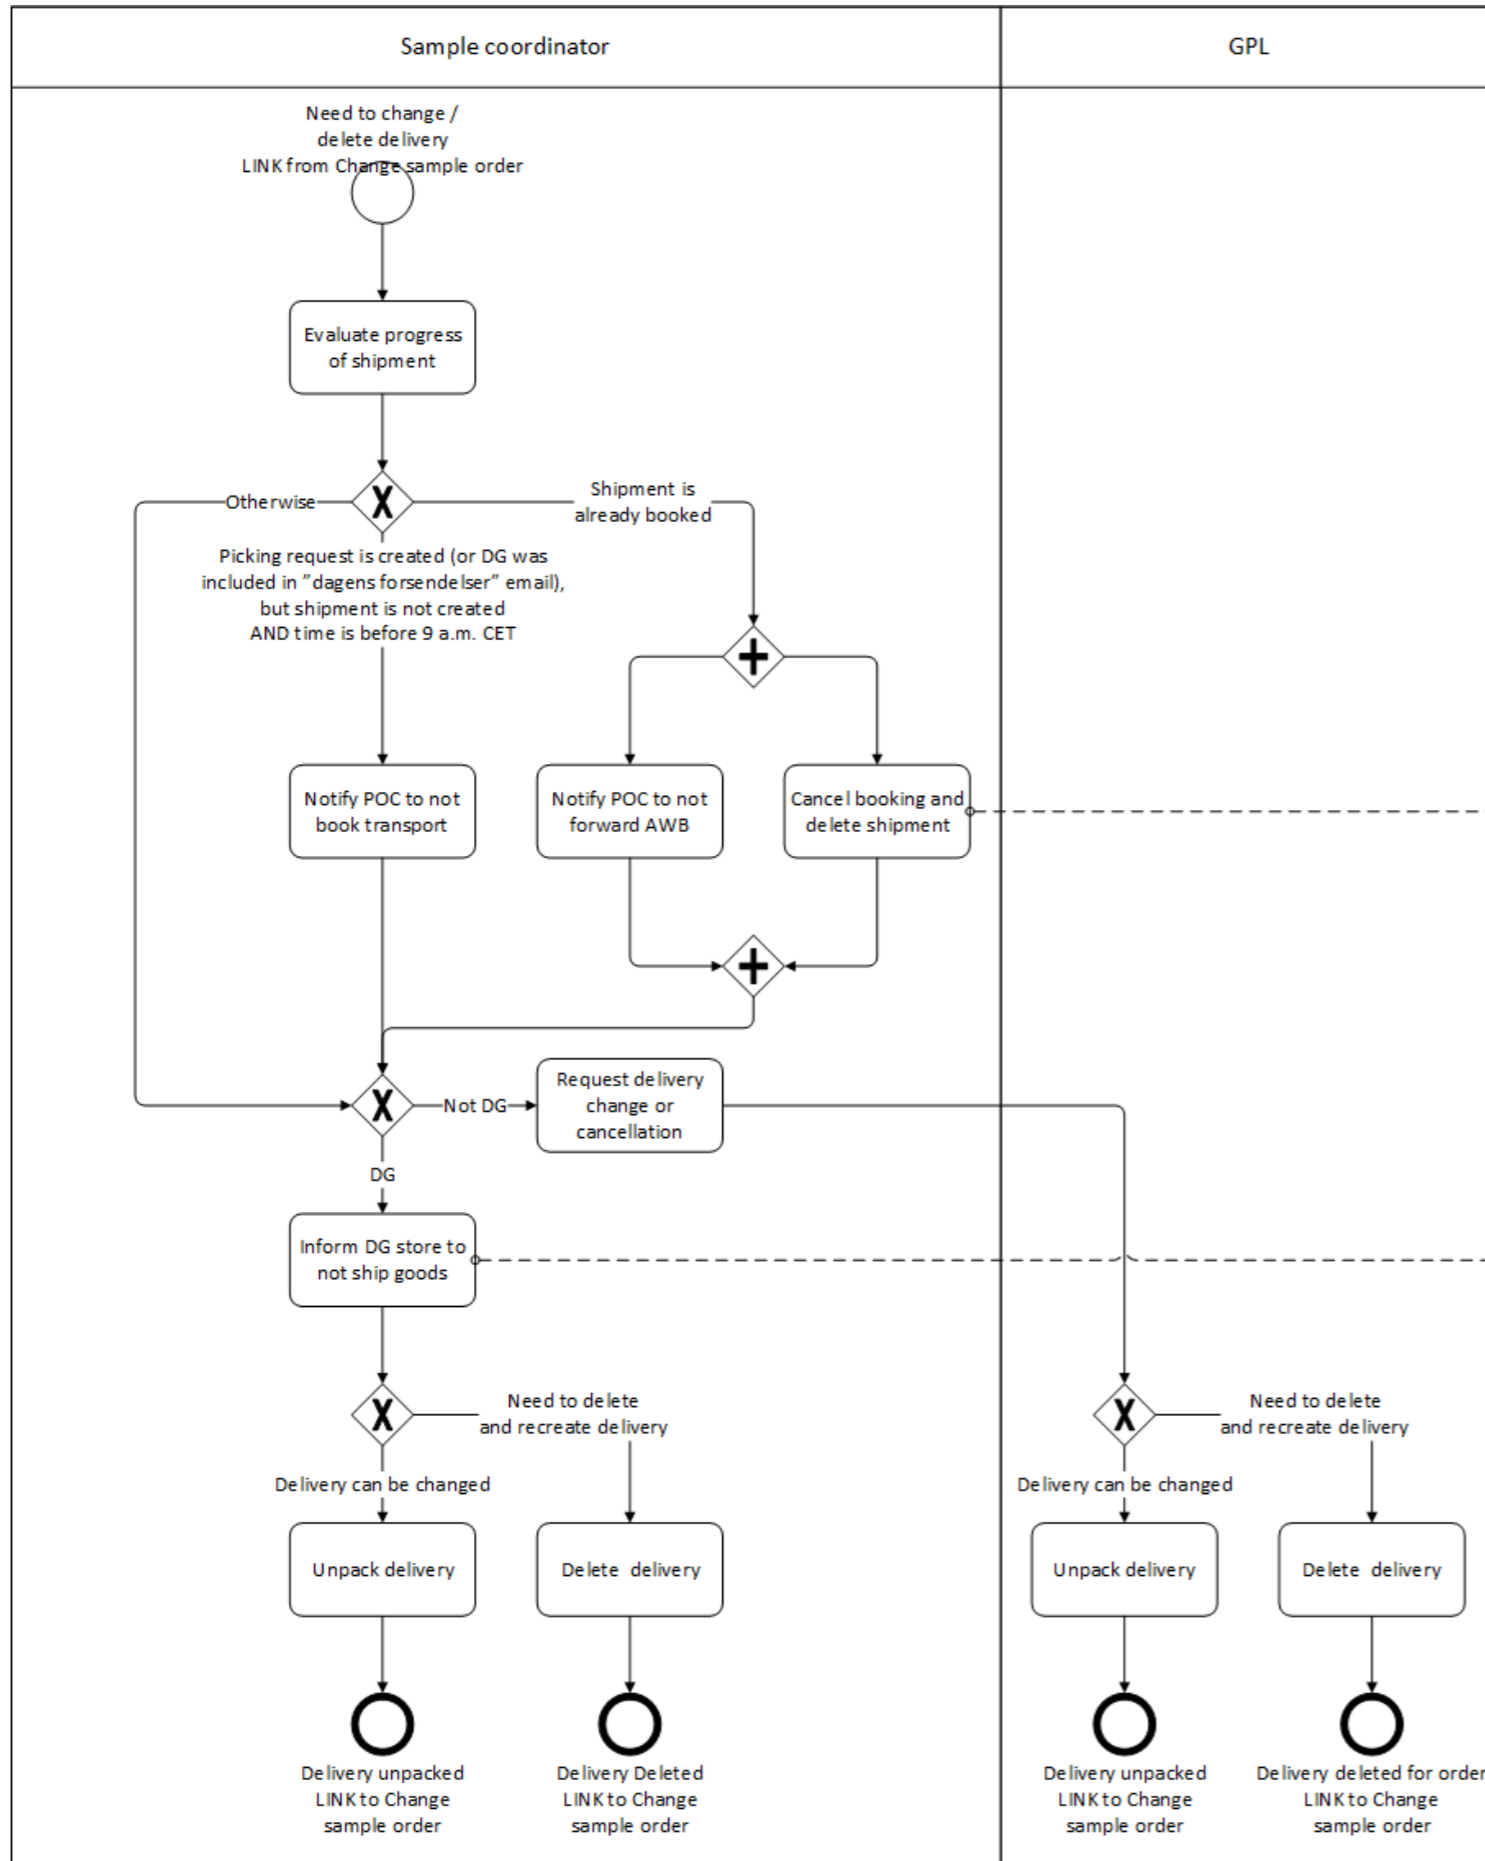 Sample coordinator
GPL
Need to change /
delete delivery
LINK from Change sample order
Evaluate progress
of shipment
Otherwise
Shipment is
already booked
Picking request is created (or DG was
included in ”dagens forsendelser” email),
but shipment is not created
AND time is before 9 a.m. CET
Notify POC to not
book transport
Notify POC to not
forward AWB
Cancel booking and
delete shipment
Not DG
Request delivery
change or
cancellation
DG
Inform DG store to
not ship goods
Need to delete
and recreate delivery
Delivery can be changed
Need to delete
and recreate delivery
Delivery can be changed
Unpack delivery
Delete delivery
Unpack delivery
Delete delivery
Delivery unpacked
LINK to Change
sample order
Delivery Deleted
LINK to Change
sample order
Delivery unpacked
LINK to Change
sample order
Delivery deleted for order
LINK to Change
sample order